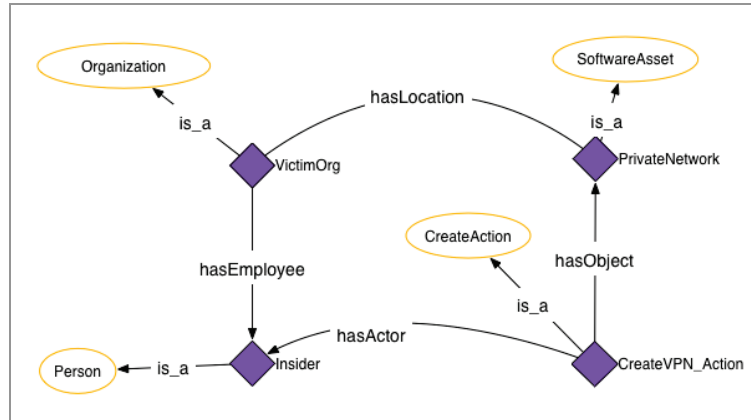 Organization
SoftwareAsset
hasLocation
is_a
is_a
VictimOrg
PrivateNetwork
CreateAction
hasEmployee
hasObject
is_a
hasActor
Person
is_a
Insider
CreateVPN_Action